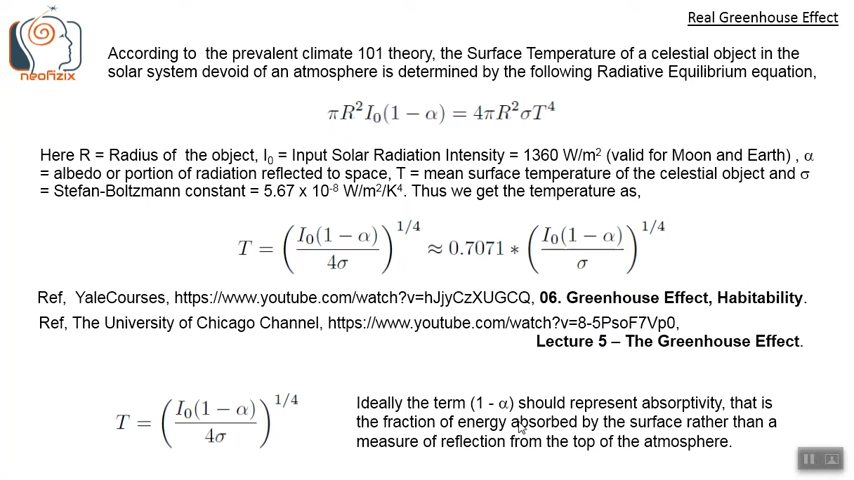 Real Greenhouse Effect
neofizix
According to the prevalent climate 101 theory, the Surface Temperature of a celestial object in the
solar system devoid of an atmosphere is determined by the following Radiative Equilibrium equation,
πR²I₀(1 − α) = 4πR²σT⁴
Here R = Radius of the object, I₀ = Input Solar Radiation Intensity = 1360 W/m² (valid for Moon and Earth) , α
= albedo or portion of radiation reflected to space, T = mean surface temperature of the celestial object and σ
= Stefan-Boltzmann constant = 5.67 x 10⁻⁸ W/m²/K⁴. Thus we get the temperature as,
T = (I₀(1 − α) / 4σ)^1/4 ≈ 0.7071 * (I₀(1 − α) / σ)^1/4
Ref, YaleCourses, https://www.youtube.com/watch?v=hJjyCzXUGCQ, 06. Greenhouse Effect, Habitability.
Ref, The University of Chicago Channel, https://www.youtube.com/watch?v=8-5PsoF7Vp0,
Lecture 5 – The Greenhouse Effect.
T = (I₀(1 − α) / 4σ)^1/4
Ideally the term (1 - α) should represent absorptivity, that is
the fraction of energy absorbed by the surface rather than a
measure of reflection from the top of the atmosphere.